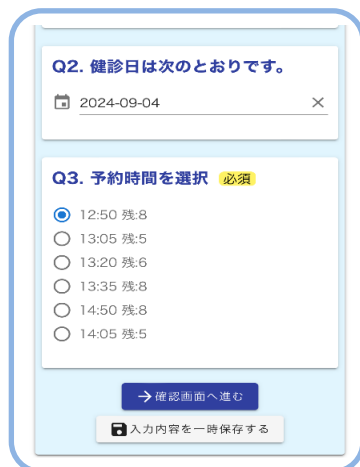 Q2. 健診日は次のとおりです。
2024-09-04
Q3. 予約時間を選択 必須
12:50 残:8
13:05 残:5
13:20 残:6
13:35 残:8
14:50 残:8
14:05 残:5
確認画面へ進む
入力内容を一時保存する